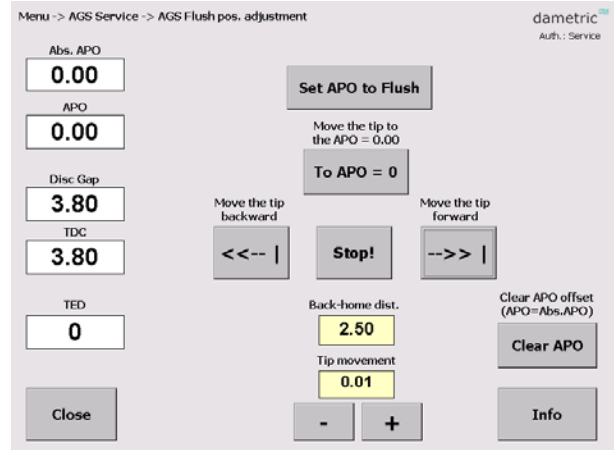 Menu -> AGS Service -> AGS Flush pos. adjustment
dametric
Auth.: Service
Abs. APO
0.00
APO
0.00
Disc Gap
3.80
TDC
3.80
TED
0
Close
Set APO to Flush
Move the tip to
the APO = 0.00
To APO = 0
Move the tip
backward
<<-- |
Stop!
Move the tip
forward
-->> |
Back-home dist.
2.50
Tip movement
0.01
-
+
Clear APO offset
(APO=Abs.APO)
Clear APO
Info